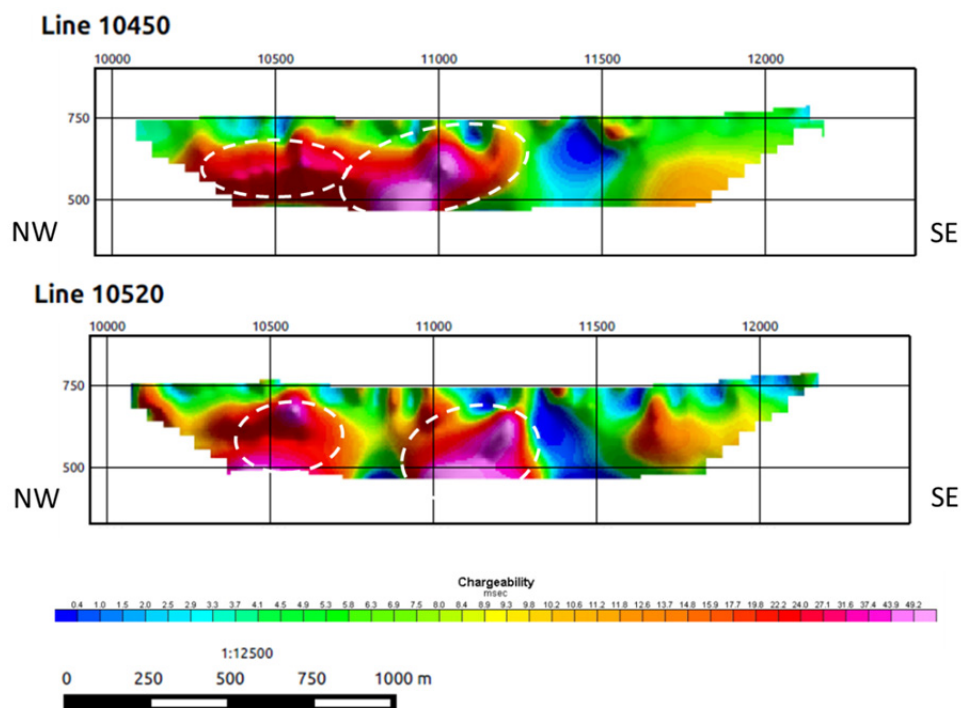 Line 10450
10000 10500 11000 11500 12000
750
500
NW SE
Line 10520
10000 10500 11000 11500 12000
750
500
NW SE
Chargeability
msec
0.4 1.0 1.5 2.0 2.5 2.9 3.3 3.7 4.1 4.5 4.9 5.3 5.8 6.3 6.9 7.5 8.0 8.4 8.9 9.3 9.8 10.2 10.6 11.2 11.8 12.8 13.7 14.8 15.9 17.7 19.8 22.2 24.0 27.1 31.6 37.4 43.9 49.2
1:12500
0 250 500 750 1000 m